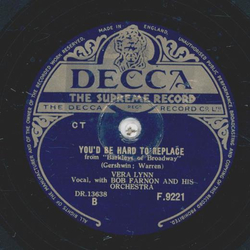 MADE IN ENGLAND
DECCA
THE SUPREME RECORD
THE DECCA RECORD CO. LTD
CT
YOU'D BE HARD TO REPLACE
from "Barkleys of Broadway"
(Gershwin; Warren)
VERA LYNN
Vocal, with BOB FARNON AND HIS
ORCHESTRA
DR.13638
B
F.9221